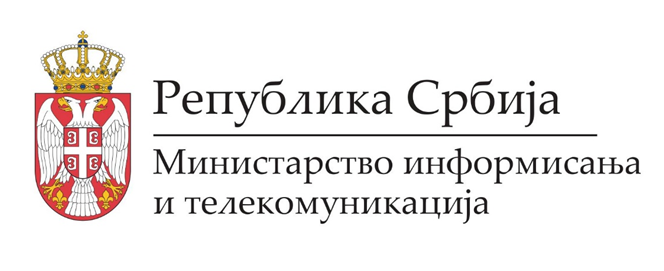 Република Србија
Министарство информисања
и телекомуникација